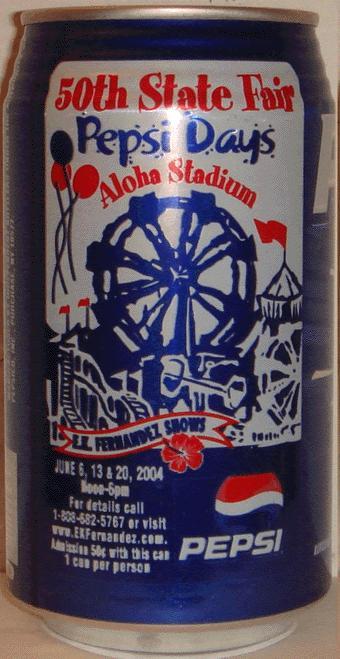 50th State Fair
Pepsi Days
Aloha Stadium
E.K. FERNANDEZ SHOWS
JUNE 6, 13 & 20, 2004
Noon-6pm
For details call
1-808-682-5767 or visit
www.EKFernandez.com.
Admission 50¢ with this can
1 can per person
PEPSI